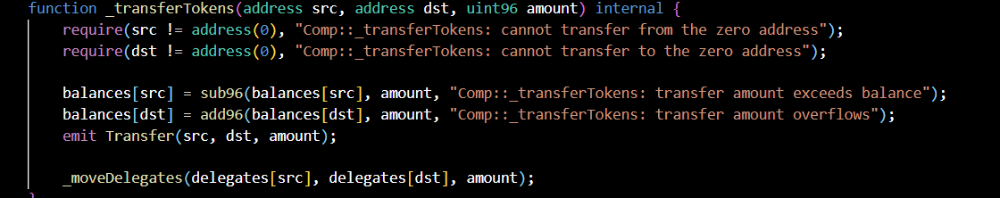 function _transferTokens(address src, address dst, uint96 amount) internal {
require(src != address(0), "Comp::_transferTokens: cannot transfer from the zero address");
require(dst != address(0), "Comp::_transferTokens: cannot transfer to the zero address");
balances[src] = sub96(balances[src], amount, "Comp::_transferTokens: transfer amount exceeds balance");
balances[dst] = add96(balances[dst], amount, "Comp::_transferTokens: transfer amount overflows");
emit Transfer(src, dst, amount);
_moveDelegates(delegates[src], delegates[dst], amount);
}